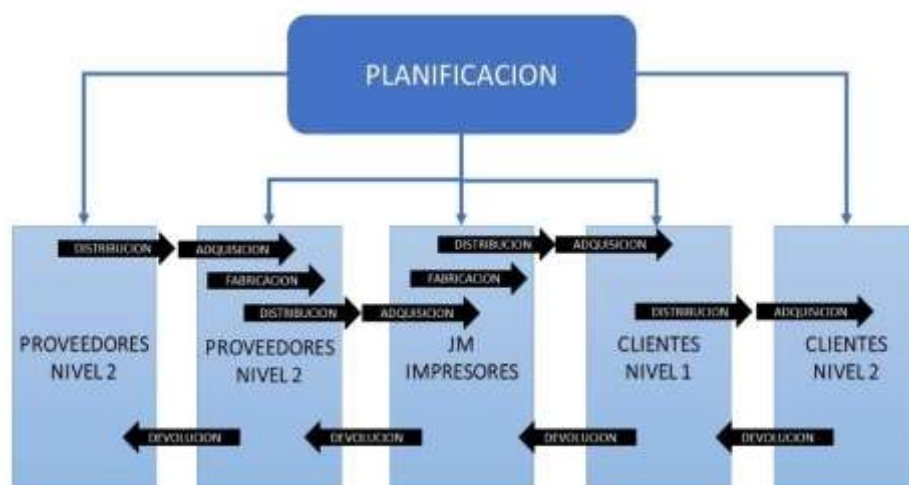 PLANIFICACION
DISTRIBUCION
ADQUISICION
DISTRIBUCION
ADQUISICION
FABRICACION
FABRICACION
DISTRIBUCION
ADQUISICION
DISTRIBUCION
ADQUISICION
PROVEEDORES
NIVEL 2
PROVEEDORES
NIVEL 2
JM
IMPRESORES
CLIENTES
NIVEL 1
CLIENTES
NIVEL 2
DEVOLUCION
DEVOLUCION
DEVOLUCION
DEVOLUCION